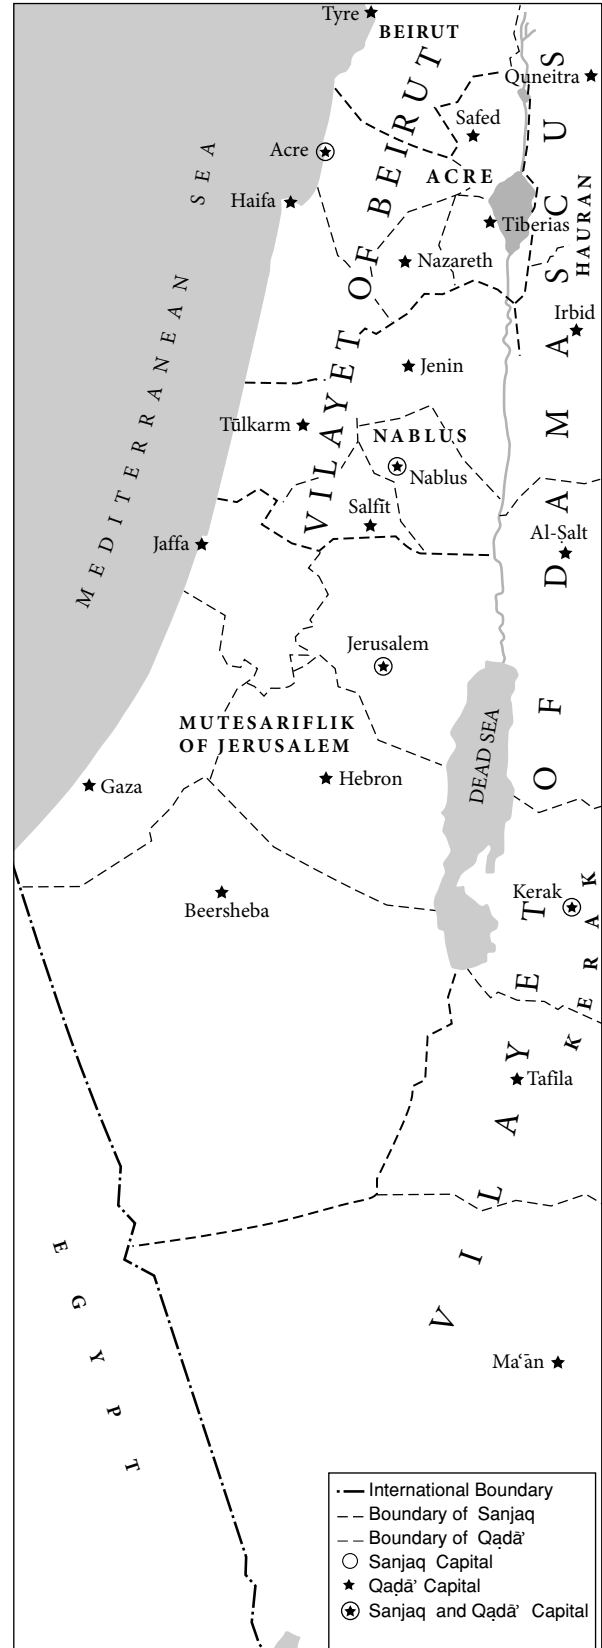 Tyre
BEIRUT
Quneitra
Safed
Acre
ACRE
Haifa
Tiberias
HAURAN
Nazareth
MEDITERRANEAN SEA
VILAYET OF BEIRUT
VILAYET OF DAMASCUS
Irbid
Jenin
Tūlkarm
NABLUS
Nablus
Salfīt
Jaffa
Al-Ṣalt
Jerusalem
MUTESARIFLIK
OF JERUSALEM
DEAD SEA
Gaza
Hebron
Beersheba
Kerak
KERAK
Tafila
EGYPT
Ma‘ān
International Boundary
Boundary of Sanjaq
Boundary of Qaḍā’
Sanjaq Capital
Qaḍā’ Capital
Sanjaq and Qaḍā’ Capital